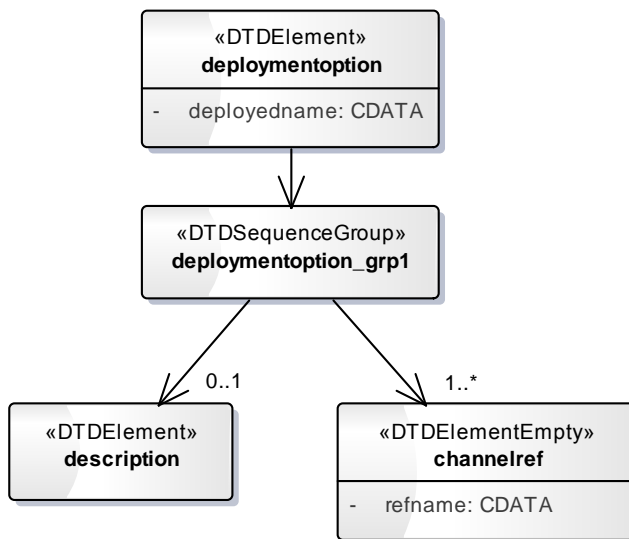 «DTDElement»
deploymentoption
- deployedname: CDATA
«DTDSequenceGroup»
deploymentoption_grp1
0..1
1..*
«DTDElement»
description
«DTDElementEmpty»
channelref
- refname: CDATA